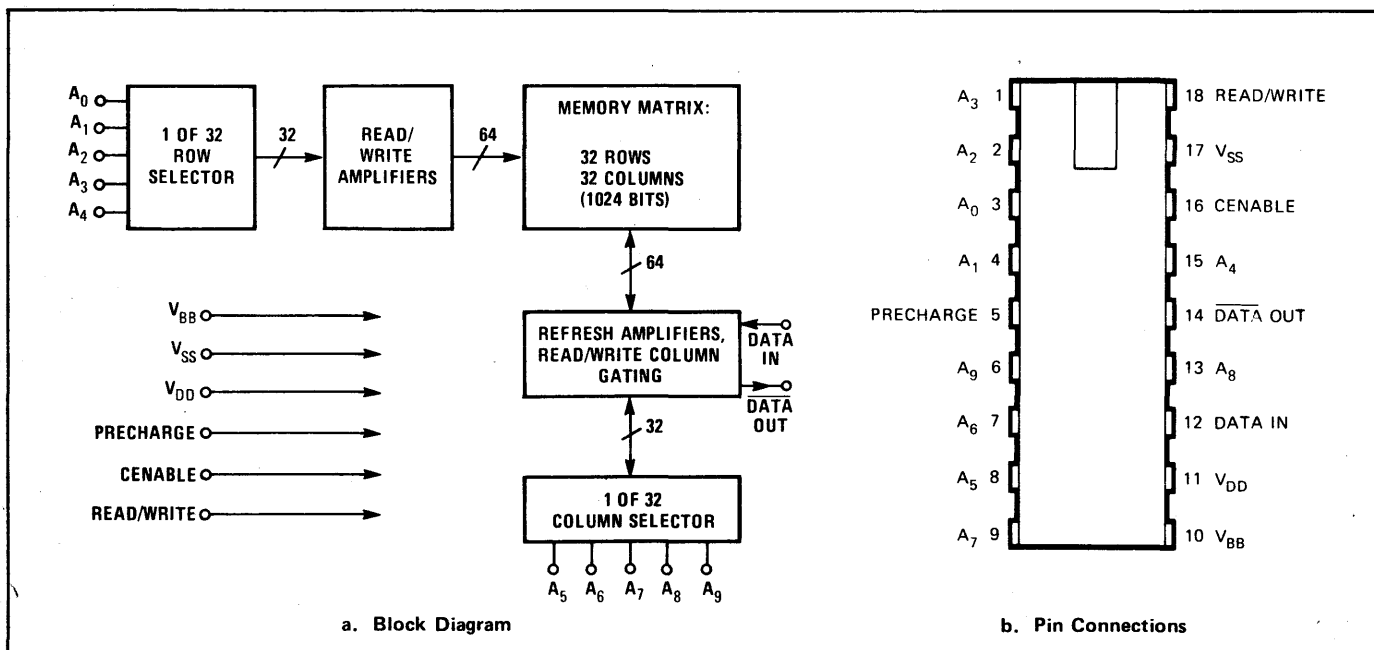 A0
A1
A2
A3
A4
1 OF 32
ROW
SELECTOR
32
READ/
WRITE
AMPLIFIERS
64
MEMORY MATRIX:
32 ROWS
32 COLUMNS
(1024 BITS)
64
VBB
VSS
VDD
PRECHARGE
CENABLE
READ/WRITE
REFRESH AMPLIFIERS,
READ/WRITE COLUMN
GATING
DATA
IN
DATA
OUT
32
1 OF 32
COLUMN SELECTOR
A5 A6 A7 A8 A9
a. Block Diagram
A3 1
A2 2
A0 3
A1 4
PRECHARGE 5
A9 6
A6 7
A5 8
A7 9
18 READ/WRITE
17 VSS
16 CENABLE
15 A4
14 DATA OUT
13 A8
12 DATA IN
11 VDD
10 VBB
b. Pin Connections